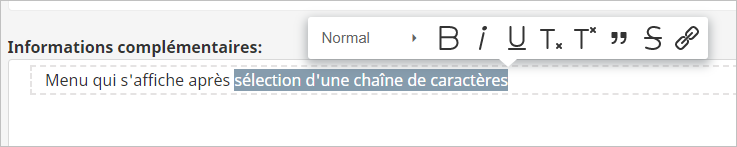 Normal
Informations complémentaires:
Menu qui s'affiche après sélection d'une chaîne de caractères